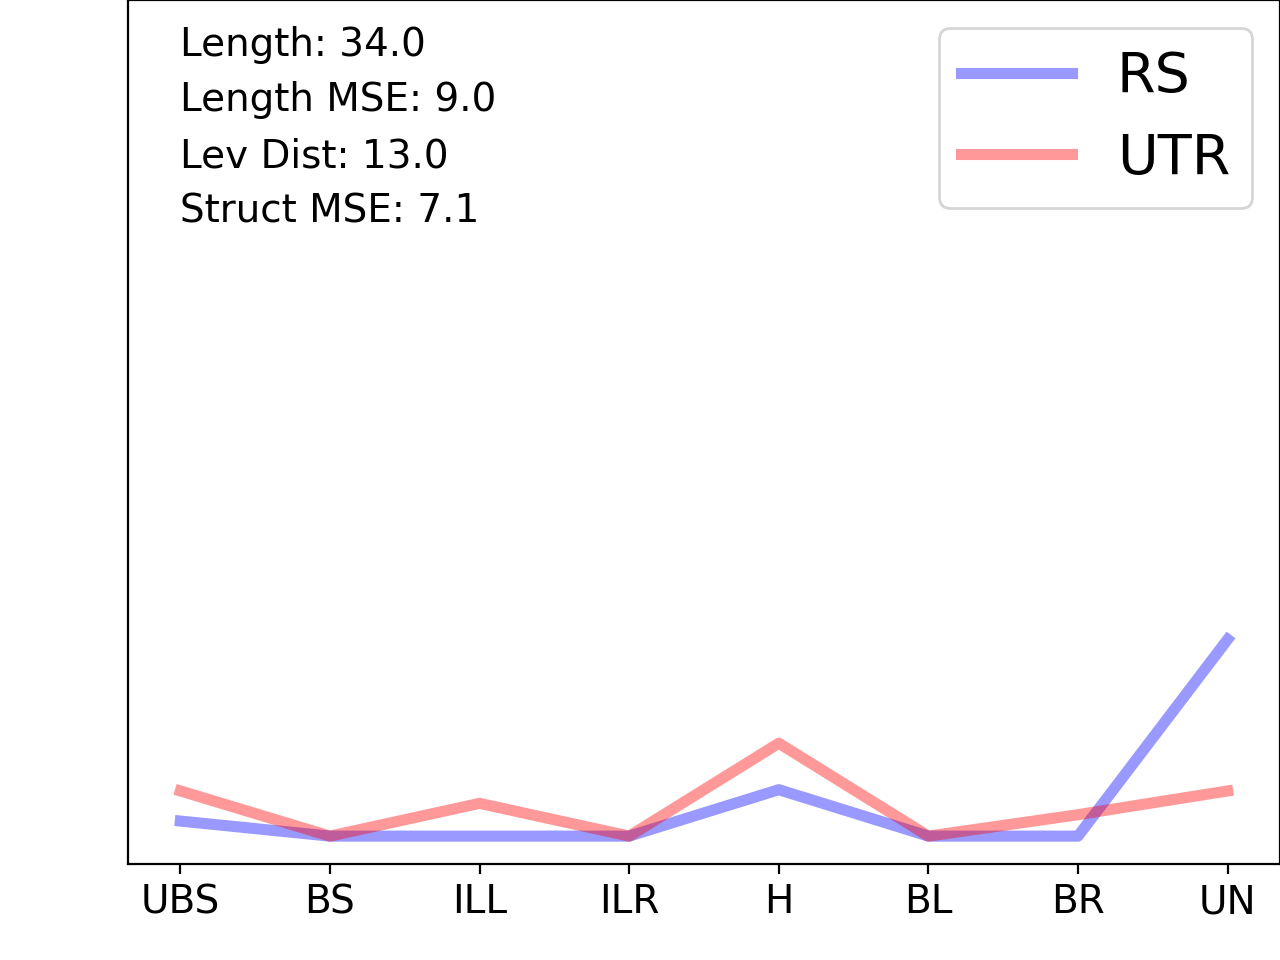 Length: 34.0
Length MSE: 9.0
Lev Dist: 13.0
Struct MSE: 7.1
RS
UTR
UBS BS ILL ILR H BL BR UN